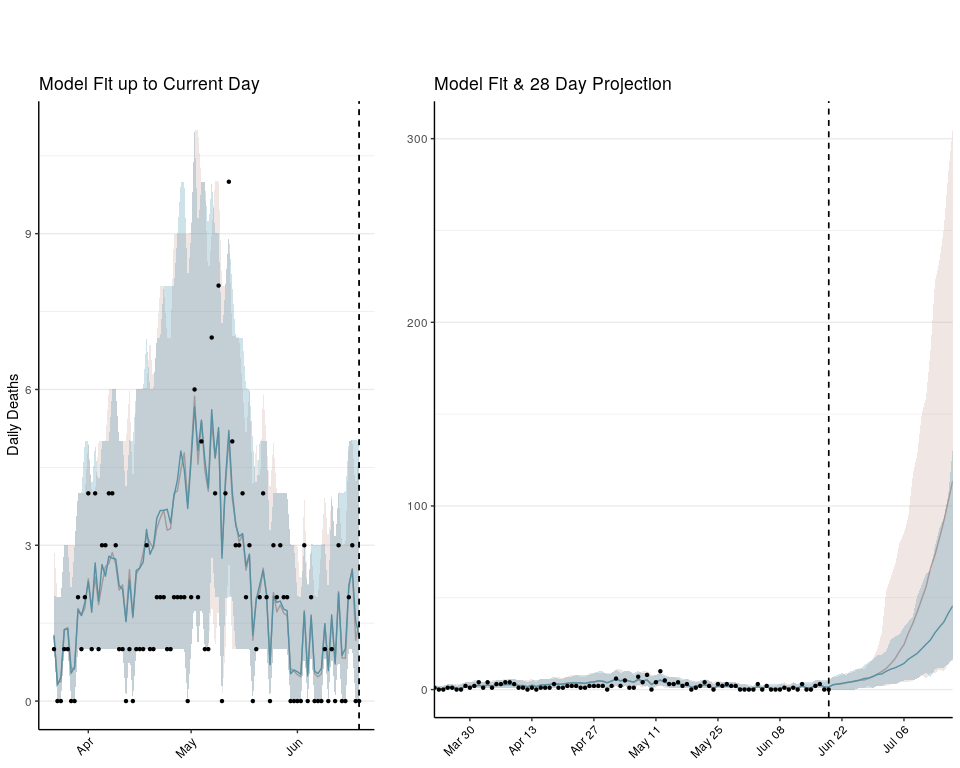 Model Fit up to Current Day
Daily Deaths
9
6
3
0
Apr
May
Jun
Model Fit & 28 Day Projection
300
200
100
0
Mar 30
Apr 13
Apr 27
May 11
May 25
Jun 08
Jun 22
Jul 06